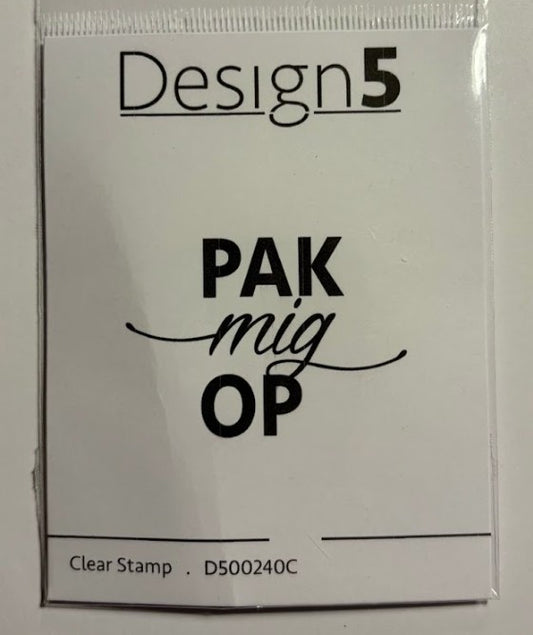 Design5
PAK
mig
OP
Clear Stamp . D500240C